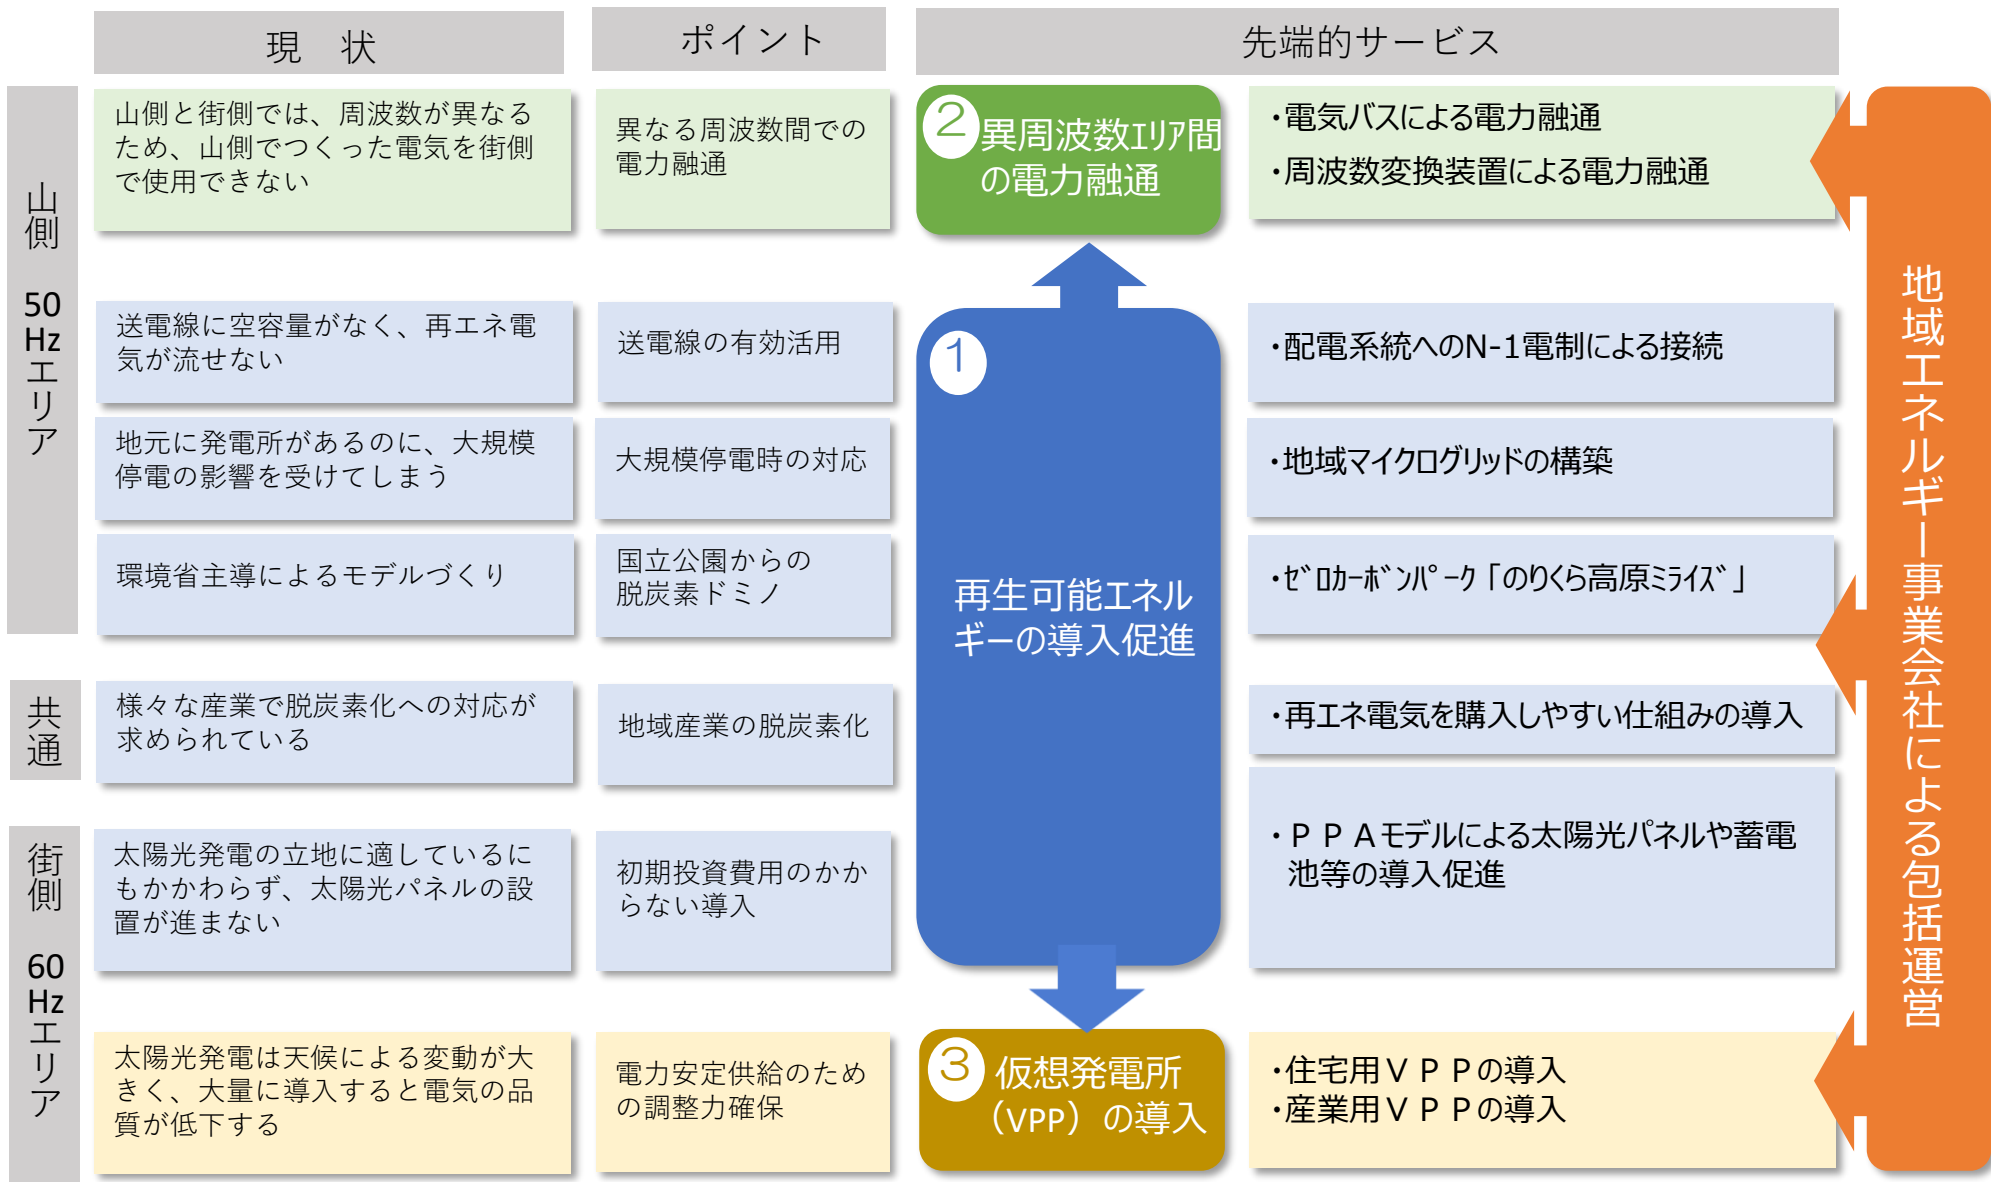 現　状
ポイント
先端的サービス
山側　50Hzエリア
山側と街側では、周波数が異なる
ため、山側でつくった電気を街側
で使用できない
異なる周波数間での
電力融通
②
異周波数ｴﾘｱ間
の電力融通
・電気バスによる電力融通
・周波数変換装置による電力融通
送電線に空容量がなく、再エネ電
気が流せない
送電線の有効活用
①
再生可能エネル
ギーの導入促進
・配電系統へのN-1電制による接続
地元に発電所があるのに、大規模
停電の影響を受けてしまう
大規模停電時の対応
・地域マイクログリッドの構築
環境省主導によるモデルづくり
国立公園からの
脱炭素ドミノ
・ｾﾞﾛｶｰﾎﾞﾝﾊﾟｰｸ「のりくら高原ﾐﾗｲｽﾞ」
共通
様々な産業で脱炭素化への対応が
求められている
地域産業の脱炭素化
・再エネ電気を購入しやすい仕組みの導入
街側　60Hzエリア
太陽光発電の立地に適しているに
もかかわらず、太陽光パネルの設
置が進まない
初期投資費用のかか
らない導入
・ＰＰＡモデルによる太陽光パネルや蓄電
池等の導入促進
太陽光発電は天候による変動が大
きく、大量に導入すると電気の品
質が低下する
電力安定供給のため
の調整力確保
③
仮想発電所
（VPP）の導入
・住宅用ＶＰＰの導入
・産業用ＶＰＰの導入
地域エネルギー事業会社による包括運営